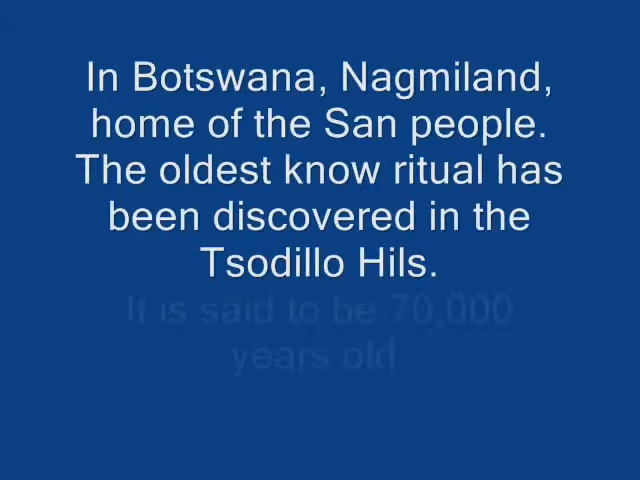 In Botswana, Nagmiland,
home of the San people.
The oldest know ritual has
been discovered in the
Tsodillo Hils.
It is said to be 70,000
years old